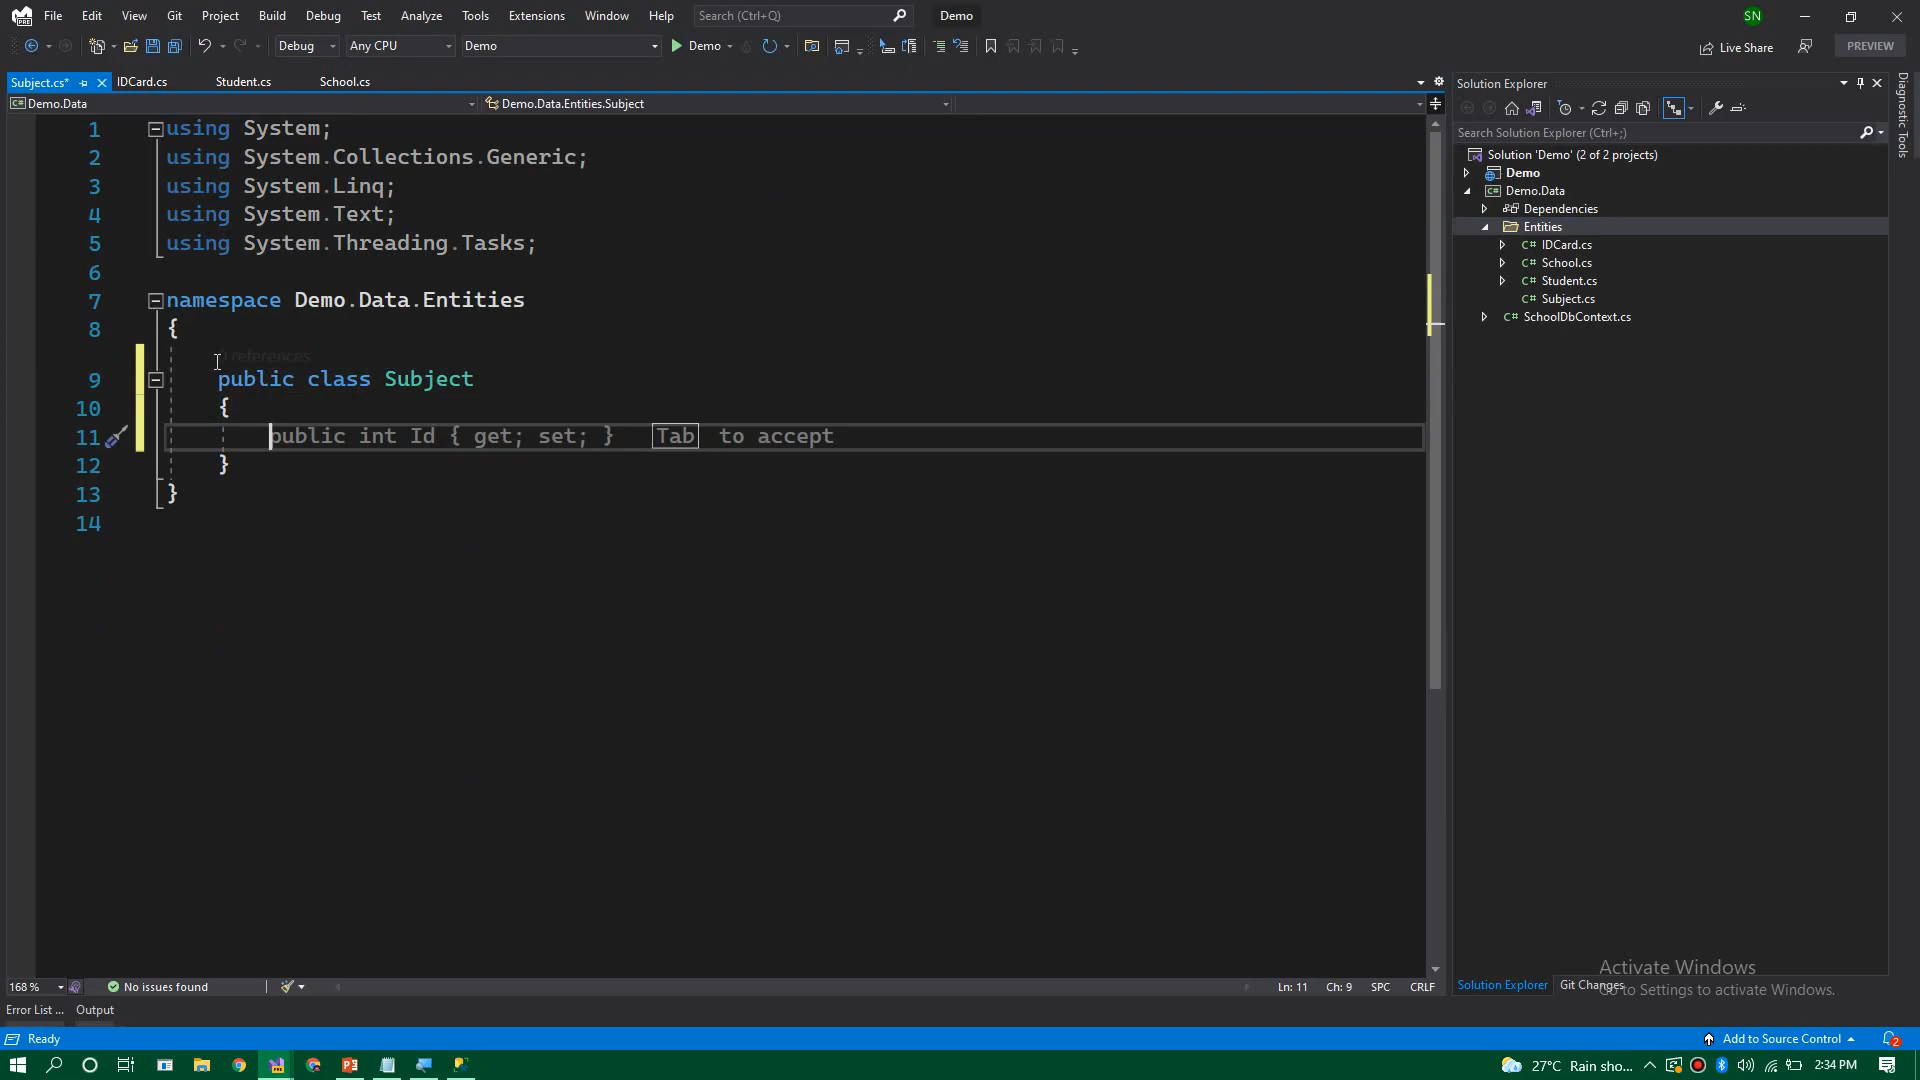 File Edit View Git Project Build Debug Test Analyze Tools Extensions Window Help Search (Ctrl+Q) Demo SN
Debug Any CPU Demo Demo Live Share PREVIEW
Subject.cs* IDCard.cs Student.cs School.cs
Demo.Data Demo.Data.Entities.Subject
1 using System;
2 using System.Collections.Generic;
3 using System.Linq;
4 using System.Text;
5 using System.Threading.Tasks;
6
7 namespace Demo.Data.Entities
8 {
references
9 public class Subject
10 {
11 public int Id { get; set; } Tab to accept
12 }
13 }
14
Solution Explorer
Search Solution Explorer (Ctrl+;)
Solution 'Demo' (2 of 2 projects)
Demo
Demo.Data
Dependencies
Entities
IDCard.cs
School.cs
Student.cs
Subject.cs
SchoolDbContext.cs
Diagnostic Tools
Activate Windows
Go to Settings to activate Windows.
168 % No issues found Ln: 11 Ch: 9 SPC CRLF
Solution Explorer Git Changes
Error List ... Output
Ready Add to Source Control 2
27°C Rain sho... 2:34 PM